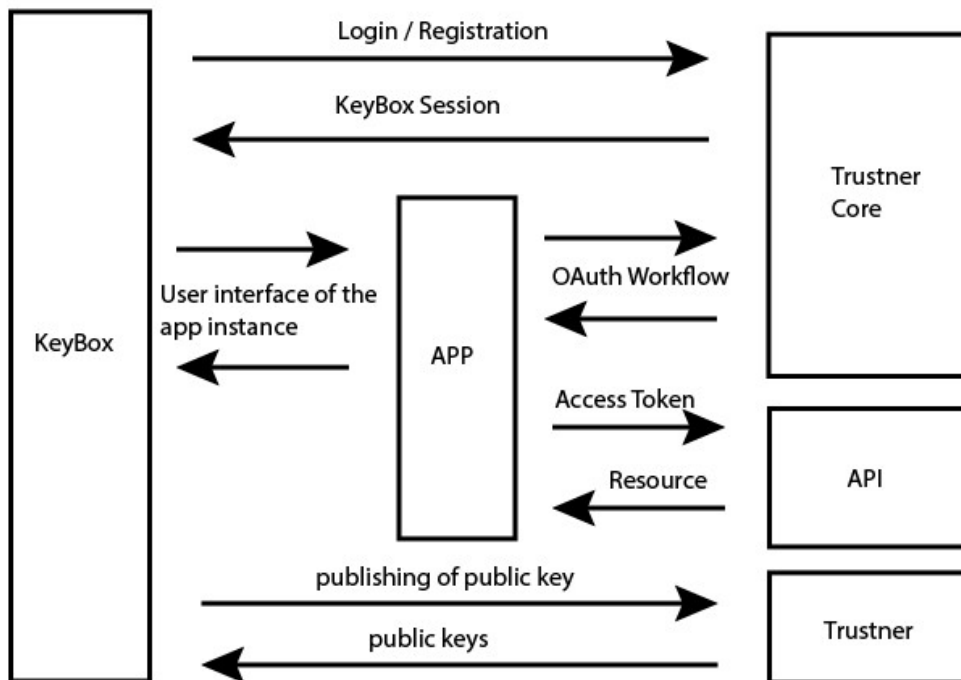 Login / Registration
KeyBox Session
Trustner
Core
OAuth Workflow
User interface of the
app instance
KeyBox
APP
Access Token
Resource
API
publishing of public key
public keys
Trustner